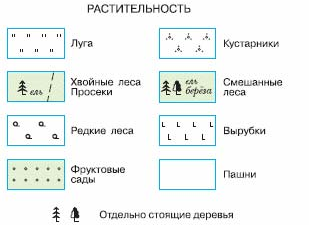 РАСТИТЕЛЬНОСТЬ
Луга
Кустарники
ель
Хвойные леса
Просеки
ель
берёза
Смешанные
леса
Редкие леса
Вырубки
Фруктовые
сады
Пашни
Отдельно стоящие деревья